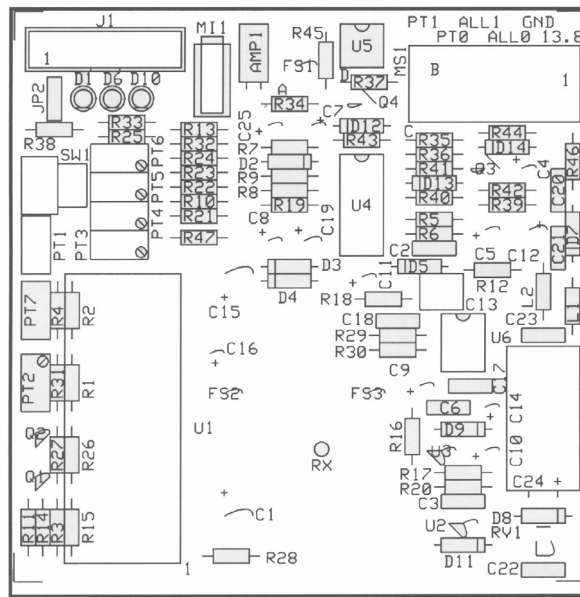 J1
MI1
AMP1
R45
U5
PT1 ALL1 GND
PT0 ALL0 13.8
MS1
FS1
D
R37
B
1
D1 D6 D10
JP2
A
R34
Q4
C7
D12
R43
R33
R25
R38
PT6
R13
R32
R24
R23
R22
R10
R21
R47
C25
R7
D2
R9
R8
R19
C8
C19
U4
C
R35
R36
R41
D13
R40
R44
D14
Q3
C4
R42
R39
R46
C20
SW1
PT5
PT4
PT3
PT1
R5
R6
C2
D5
C5
R12
C12
D7
D3
D4
C11
R18
C13
L2
L1
PT7
R4
R2
C15
C18
R29
R30
C9
U6
C23
C16
PT2
R31
R1
FS2
FS3
C6
C14
U1
R16
D9
C10
Q2
Q1
R27
R26
RX
R17
R20
C3
C24
R11
R14
R3
R15
C1
U2
D8
RV1
1
R28
D11
C22